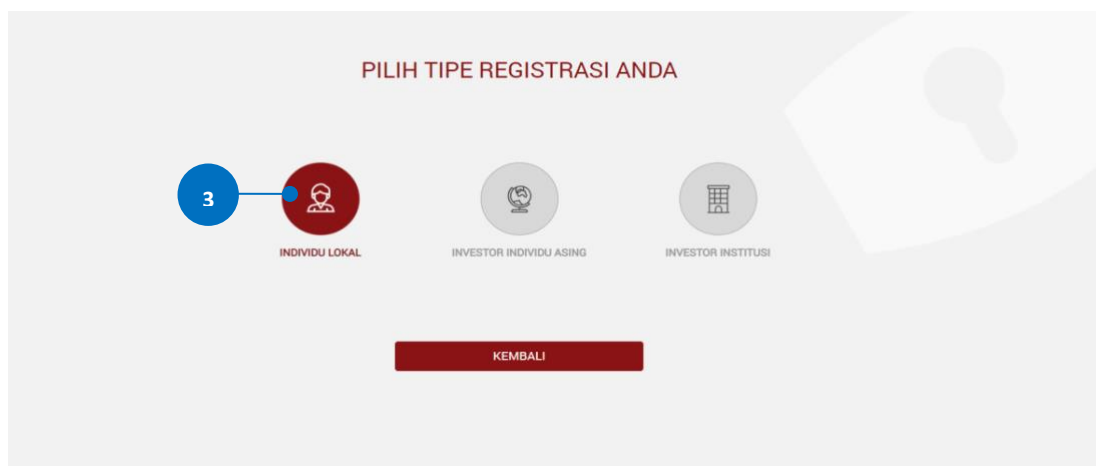 PILIH TIPE REGISTRASI ANDA
3
INDIVIDU LOKAL
INVESTOR INDIVIDU ASING
INVESTOR INSTITUSI
KEMBALI